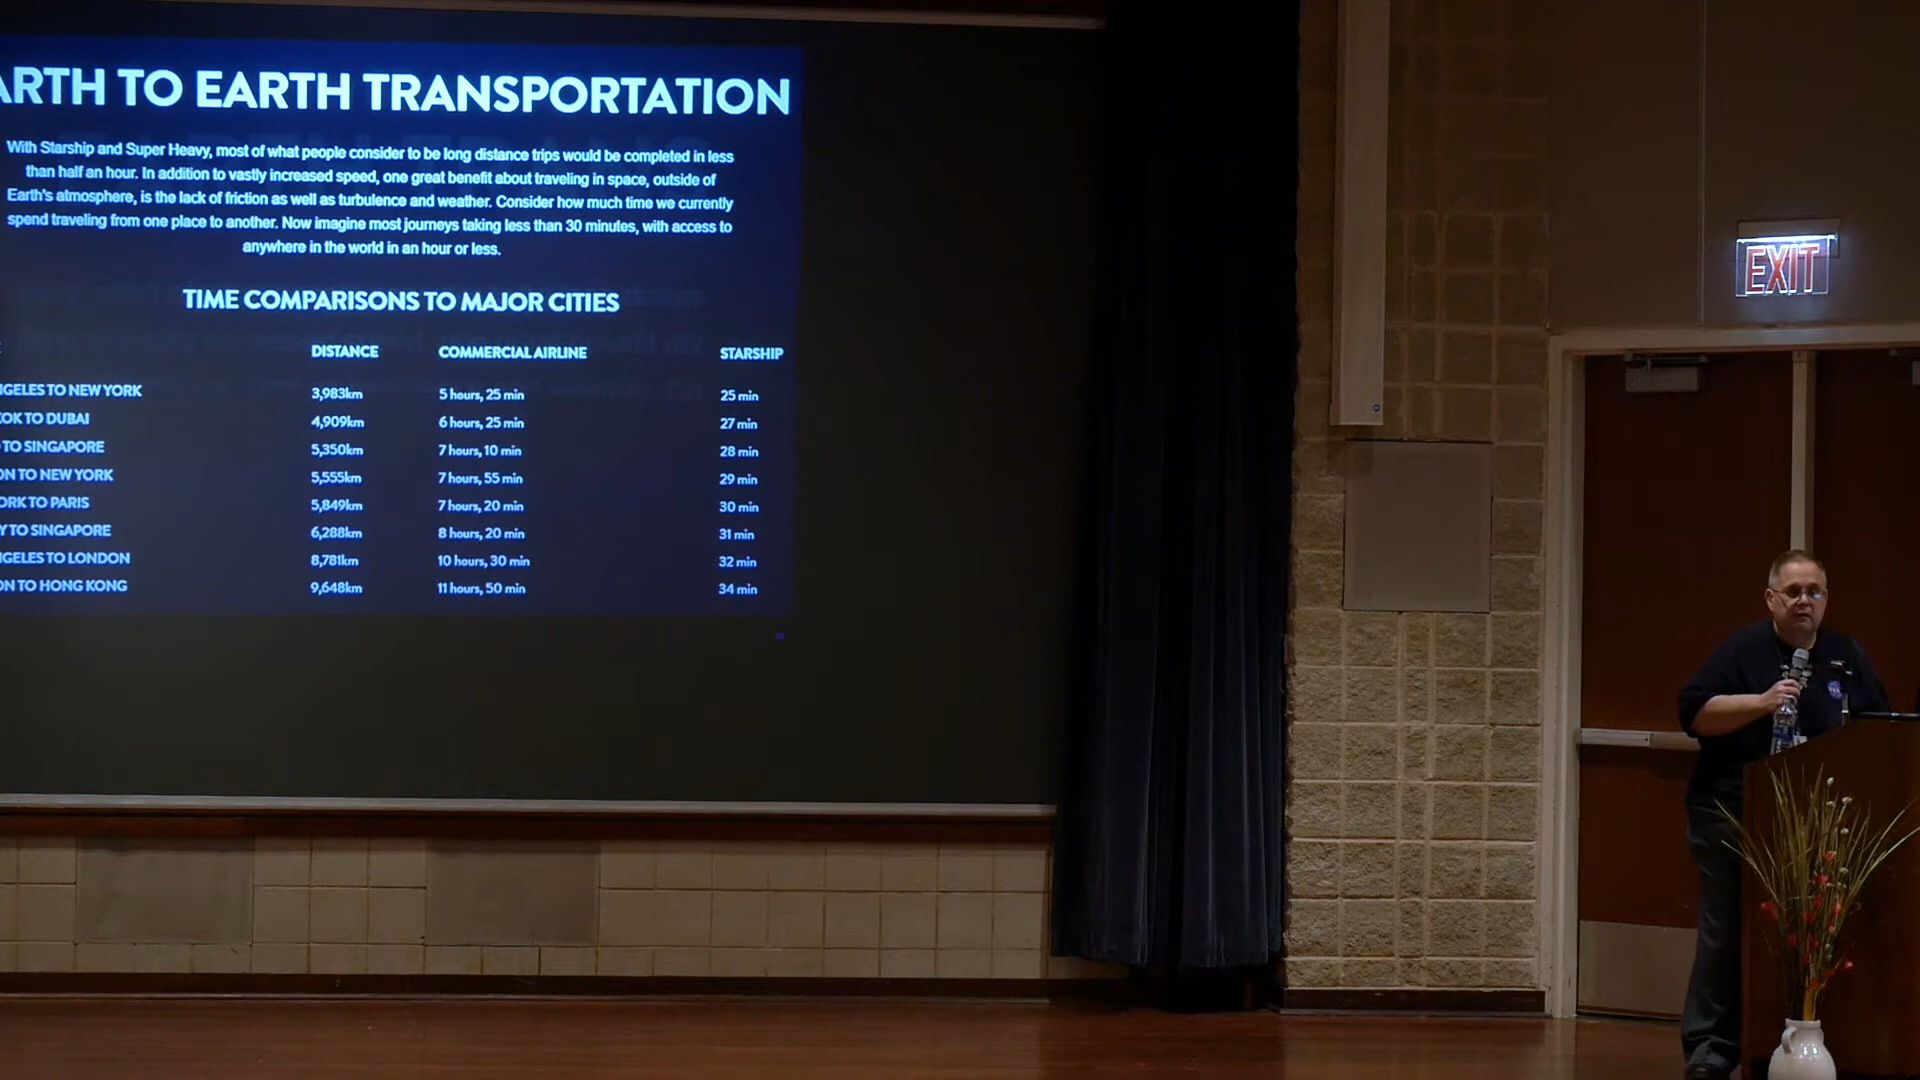 ARTH TO EARTH TRANSPORTATION
With Starship and Super Heavy, most of what people consider to be long distance trips would be completed in less
than half an hour. In addition to vastly increased speed, one great benefit about traveling in space, outside of
Earth's atmosphere, is the lack of friction as well as turbulence and weather. Consider how much time we currently
spend traveling from one place to another. Now imagine most journeys taking less than 30 minutes, with access to
anywhere in the world in an hour or less.
TIME COMPARISONS TO MAJOR CITIES
DISTANCE COMMERCIAL AIRLINE STARSHIP
NGELES TO NEW YORK 3,983km 5 hours, 25 min 25 min
KOK TO DUBAI 4,909km 6 hours, 25 min 27 min
TO SINGAPORE 5,350km 7 hours, 10 min 28 min
ON TO NEW YORK 5,555km 7 hours, 55 min 29 min
ORK TO PARIS 5,849km 7 hours, 20 min 30 min
Y TO SINGAPORE 6,288km 8 hours, 20 min 31 min
NGELES TO LONDON 8,781km 10 hours, 30 min 32 min
ON TO HONG KONG 9,648km 11 hours, 50 min 34 min
EXIT